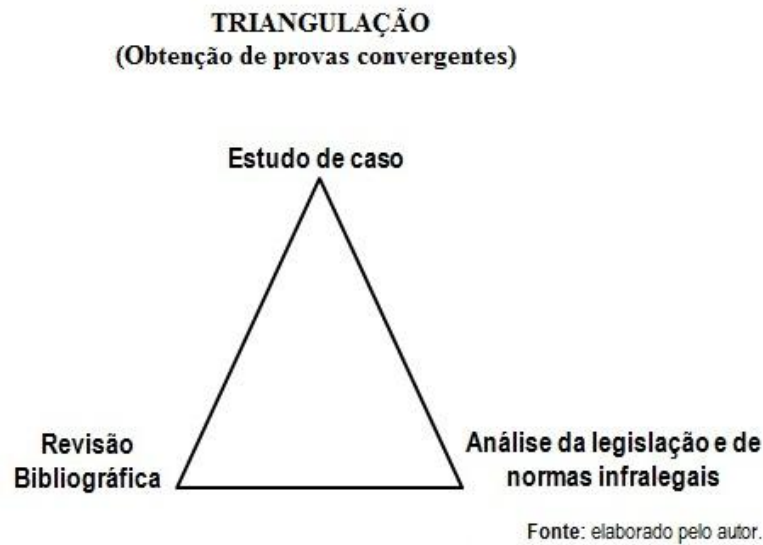 TRIANGULAÇÃO
(Obtenção de provas convergentes)
Estudo de caso
Revisão
Bibliográfica
Análise da legislação e de
normas infralegais
Fonte: elaborado pelo autor.